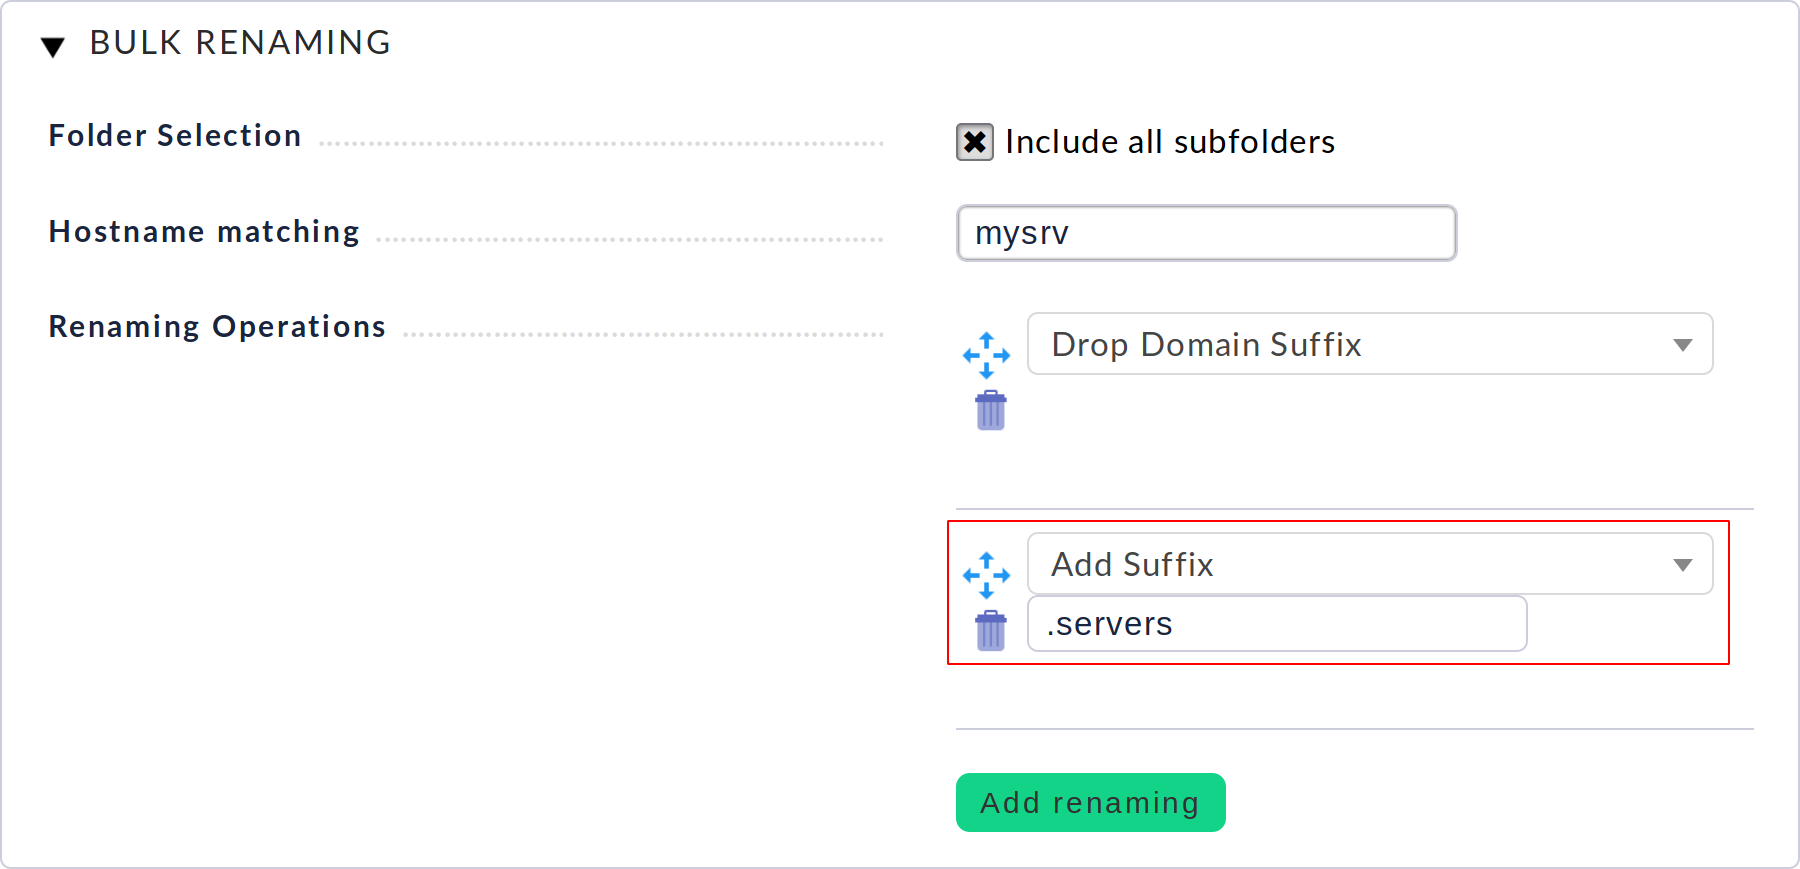 BULK RENAMING
Folder Selection
Include all subfolders
Hostname matching
mysrv
Renaming Operations
Drop Domain Suffix
Add Suffix
.servers
Add renaming